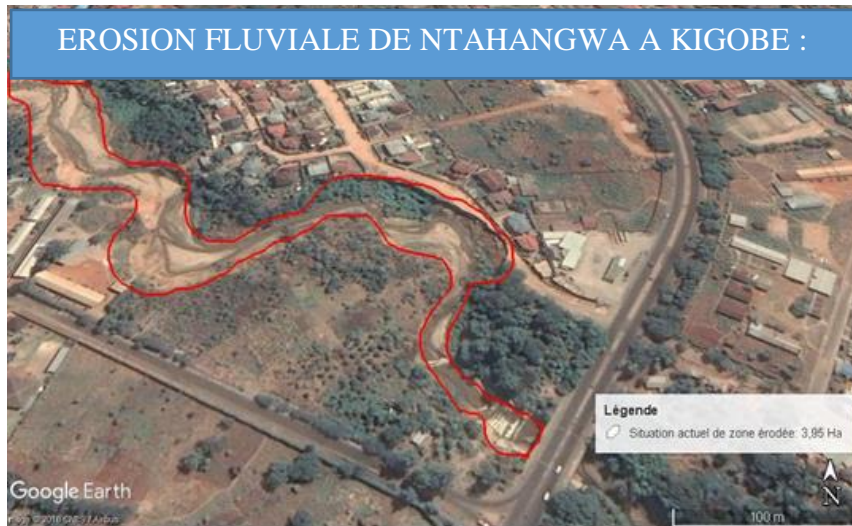 EROSION FLUVIALE DE NTAHANGWA A KIGOBE :
Légende
Situation actuel de zone érodée: 3,95 Ha
Google Earth
N
100 m